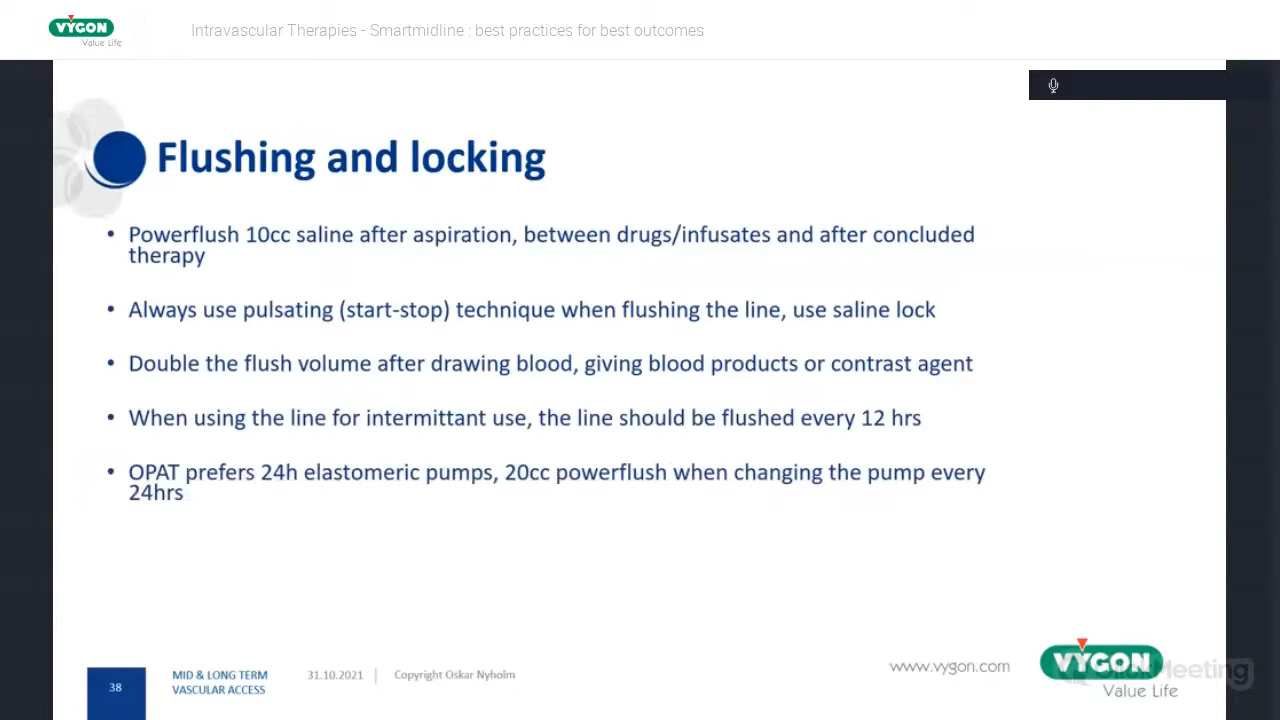 VYGON
Value Life
Intravascular Therapies - Smartmidline : best practices for best outcomes
Flushing and locking
• Powerflush 10cc saline after aspiration, between drugs/infusates and after concluded
therapy
• Always use pulsating (start-stop) technique when flushing the line, use saline lock
• Double the flush volume after drawing blood, giving blood products or contrast agent
• When using the line for intermittant use, the line should be flushed every 12 hrs
• OPAT prefers 24h elastomeric pumps, 20cc powerflush when changing the pump every
24hrs
38
MID & LONG TERM
VASCULAR ACCESS
31.10.2021
Copyright Oskar Nyholm
www.vygon.com
VYGON
Value Life
ClickMeeting